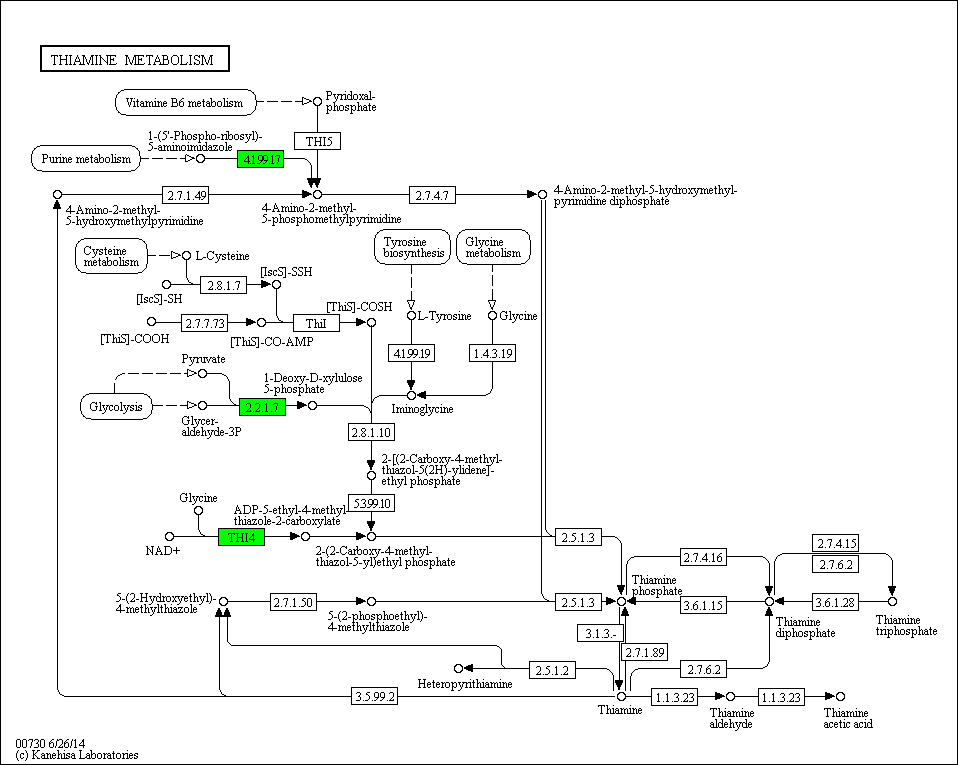 THIAMINE METABOLISM
Vitamine B6 metabolism
Pyridoxal-
phosphate
1-(5'-Phospho-ribosyl)-
5-aminoimidazole
THI5
Purine metabolism
4.1.99.17
2.7.1.49
2.7.4.7
4-Amino-2-methyl-5-hydroxymethyl-
pyrimidine diphosphate
4-Amino-2-methyl-
5-hydroxymethylpyrimidine
4-Amino-2-methyl-
5-phosphomethylpyrimidine
Cysteine
metabolism
L-Cysteine
Tyrosine
biosynthesis
Glycine
metabolism
[IscS]-SSH
2.8.1.7
[IscS]-SH
[ThiS]-COSH
L-Tyrosine
Glycine
2.7.7.73
ThiI
[ThiS]-COOH
[ThiS]-CO-AMP
4.1.99.19
1.4.3.19
Pyruvate
1-Deoxy-D-xylulose
5-phosphate
Glycolysis
2.2.1.7
Iminoglycine
Glycer-
aldehyde-3P
2.8.1.10
2-[(2-Carboxy-4-methyl-
thiazol-5(2H)-ylidene]-
ethyl phosphate
Glycine
5.3.99.10
ADP-5-ethyl-4-methyl-
thiazole-2-carboxylate
THI4
2.5.1.3
NAD+
2-(2-Carboxy-4-methyl-
thiazol-5-yl)ethyl phosphate
2.7.4.16
2.7.4.15
2.7.6.2
Thiamine
phosphate
5-(2-Hydroxyethyl)-
4-methylthiazole
2.7.1.50
2.5.1.3
3.6.1.15
3.6.1.28
5-(2-phosphoethyl)-
4-methylthiazole
Thiamine
diphosphate
Thiamine
triphosphate
3.1.3.-
2.7.1.89
2.5.1.2
2.7.6.2
Heteropyrithiamine
3.5.99.2
1.1.3.23
1.1.3.23
Thiamine
Thiamine
aldehyde
Thiamine
acetic acid
00730 6/26/14
(c) Kanehisa Laboratories